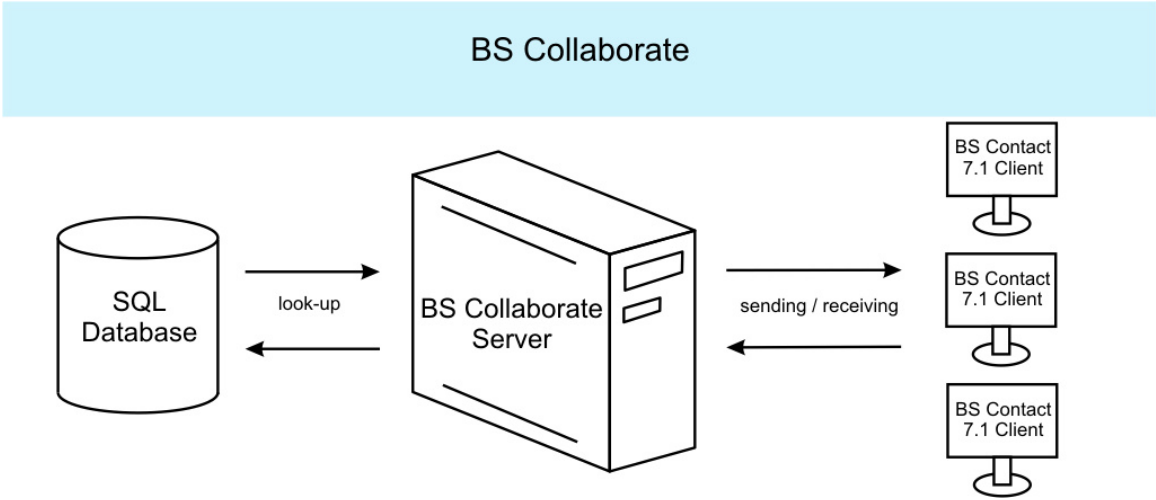 BS Collaborate
SQL
Database
look-up
BS Collaborate
Server
sending / receiving
BS Contact
7.1 Client
BS Contact
7.1 Client
BS Contact
7.1 Client